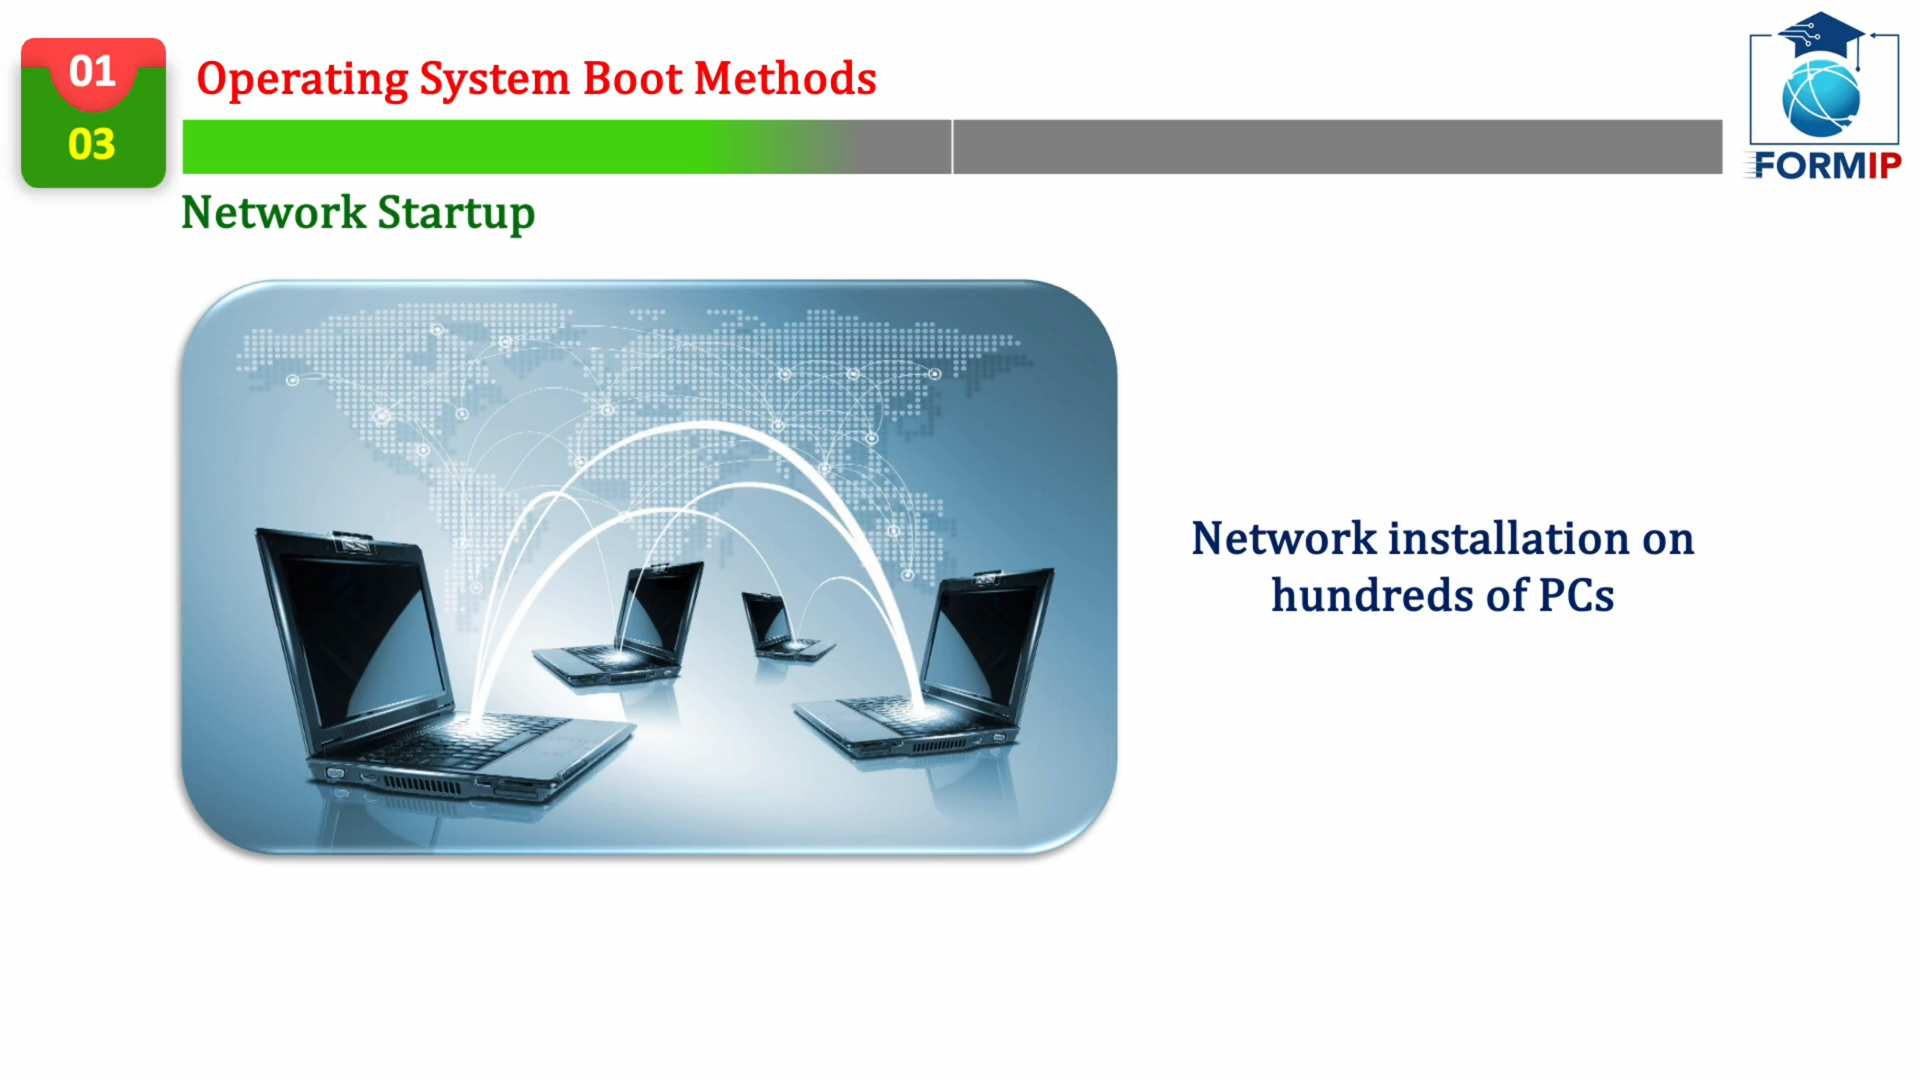 01
03
Operating System Boot Methods
FORMIP
Network Startup
Network installation on
hundreds of PCs